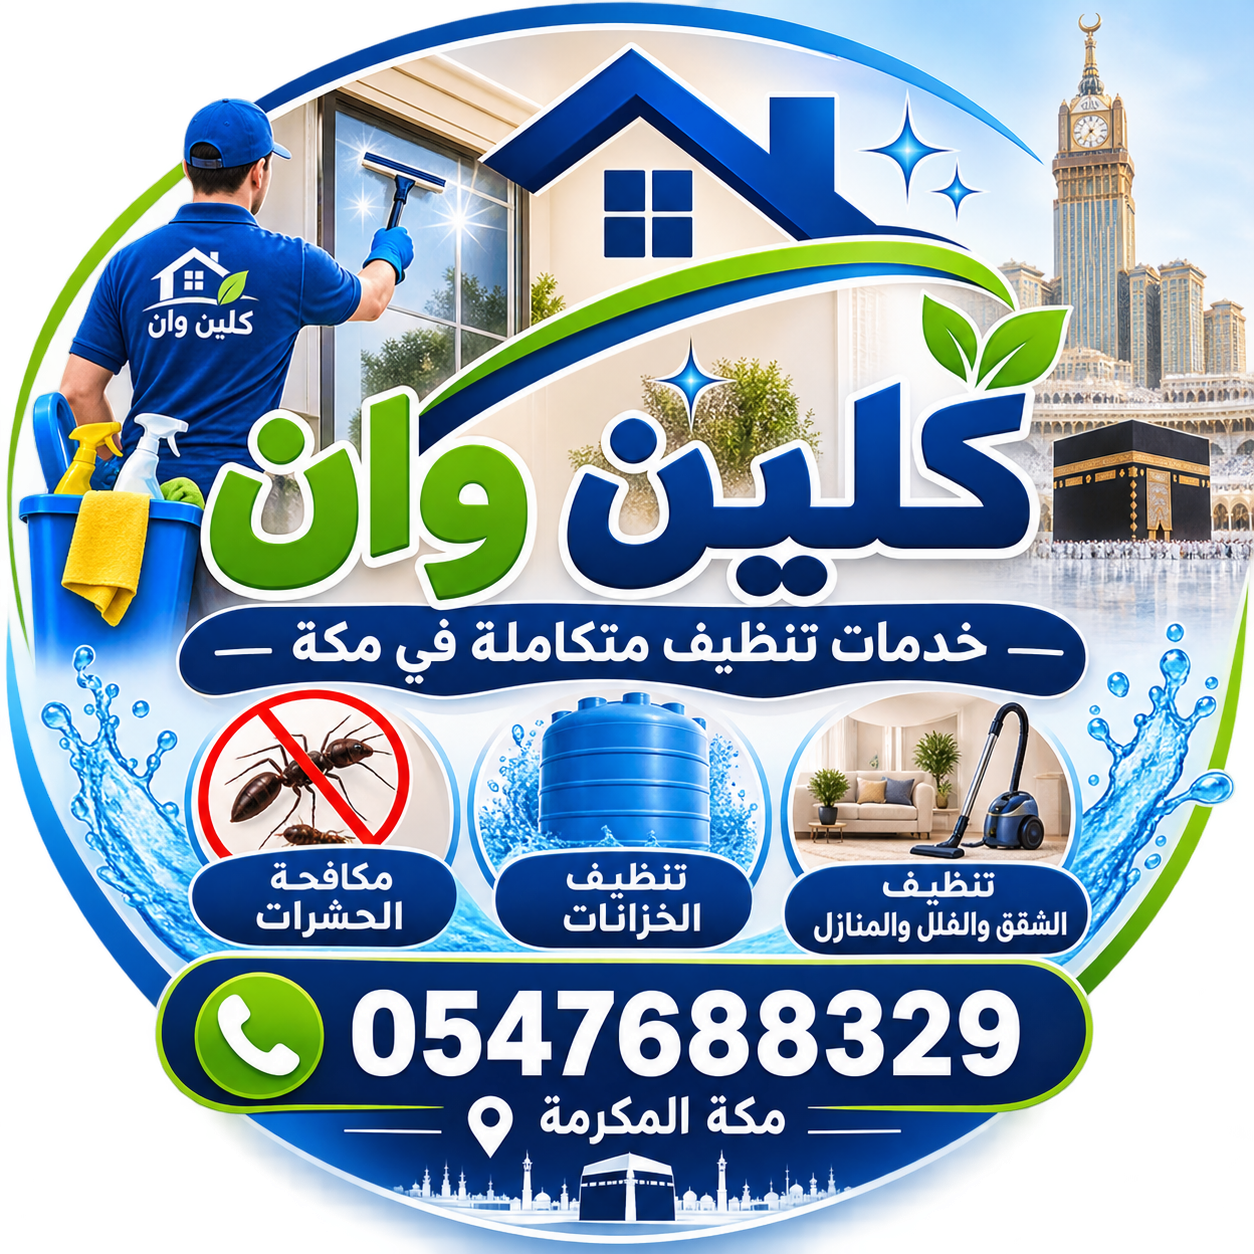 كلين وان
كلين وان
خدمات تنظيف متكاملة في مكة
تنظيف
الشقق والفلل والمنازل
تنظيف
الخزانات
مكافحة
الحشرات
0547688329
مكة المكرمة